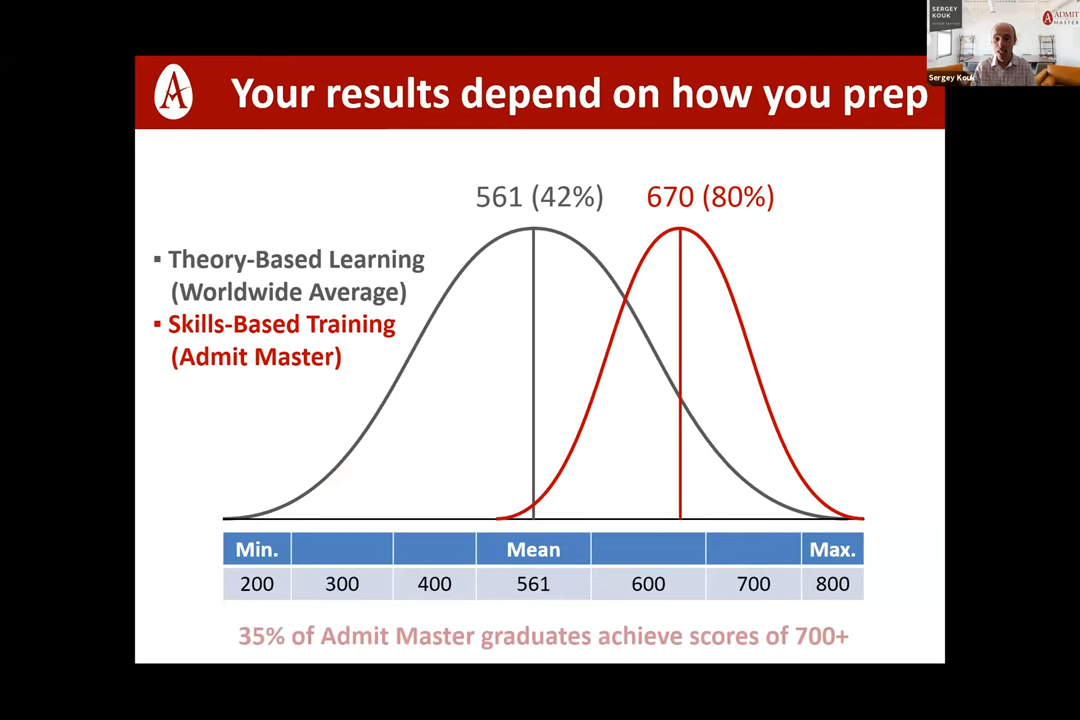 SERGEY
KOUK
ADMIT
MASTER
Sergey Kouk
Your results depend on how you prep
561 (42%) 670 (80%)
▪ Theory-Based Learning
(Worldwide Average)
▪ Skills-Based Training
(Admit Master)
Min. Mean Max.
200 300 400 561 600 700 800
35% of Admit Master graduates achieve scores of 700+